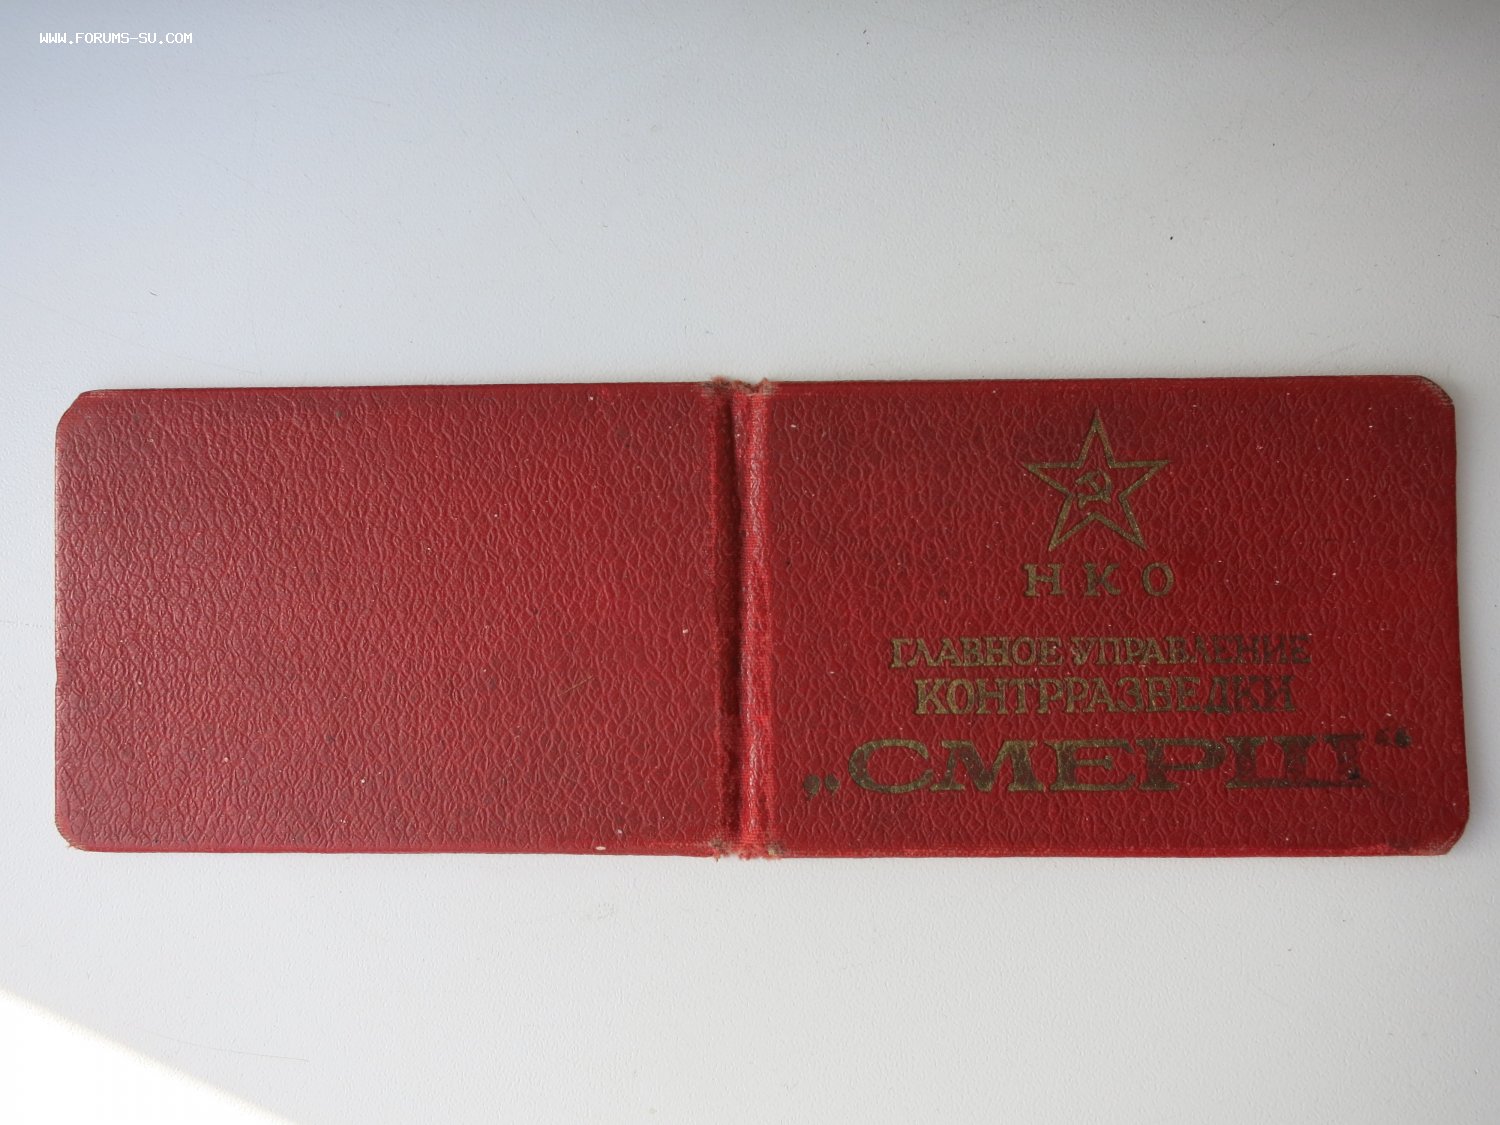 WWW.FORUMS-SU.COM
НКО
ГЛАВНОЕ УПРАВЛЕНИЕ
КОНТРРАЗВЕДКИ
„СМЕРШ“